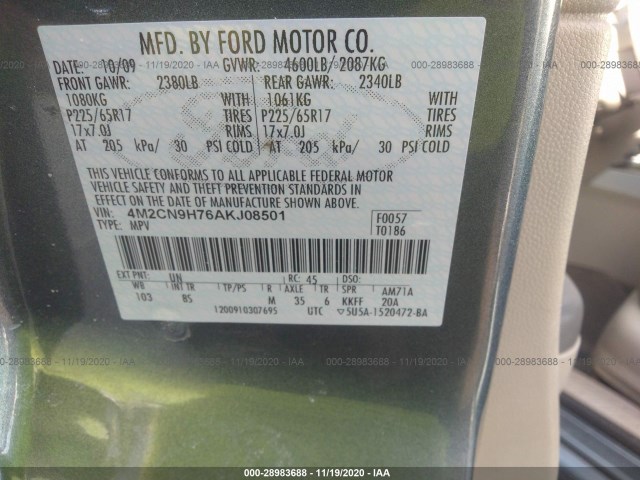 MFD. BY FORD MOTOR CO.
DATE: 10/09 GVWR: 4600LB/ 2087KG
FRONT GAWR: 2380LB REAR GAWR: 2340LB
1080KG WITH 1061KG WITH
P225/65R17 TIRES P225/65R17 TIRES
17x7.0J RIMS 17x7.0J RIMS
AT 205 kPa/ 30 PSI COLD AT 205 kPa/ 30 PSI COLD
THIS VEHICLE CONFORMS TO ALL APPLICABLE FEDERAL MOTOR
VEHICLE SAFETY AND THEFT PREVENTION STANDARDS IN
EFFECT ON THE DATE OF MANUFACTURE SHOWN ABOVE.
VIN: 4M2CN9H76AKJ08501 F0057
TYPE: MPV T0186
EXT PNT: UN RC: 45 DSO:
WB INT TR TP/PS R AXLE TR SPR AM71A
103 8S M 35 6 KKFF 20A
1200910307695 UTC ▽5U5A-1520472-BA
000-28983688 - 11/19/2020 - IAA